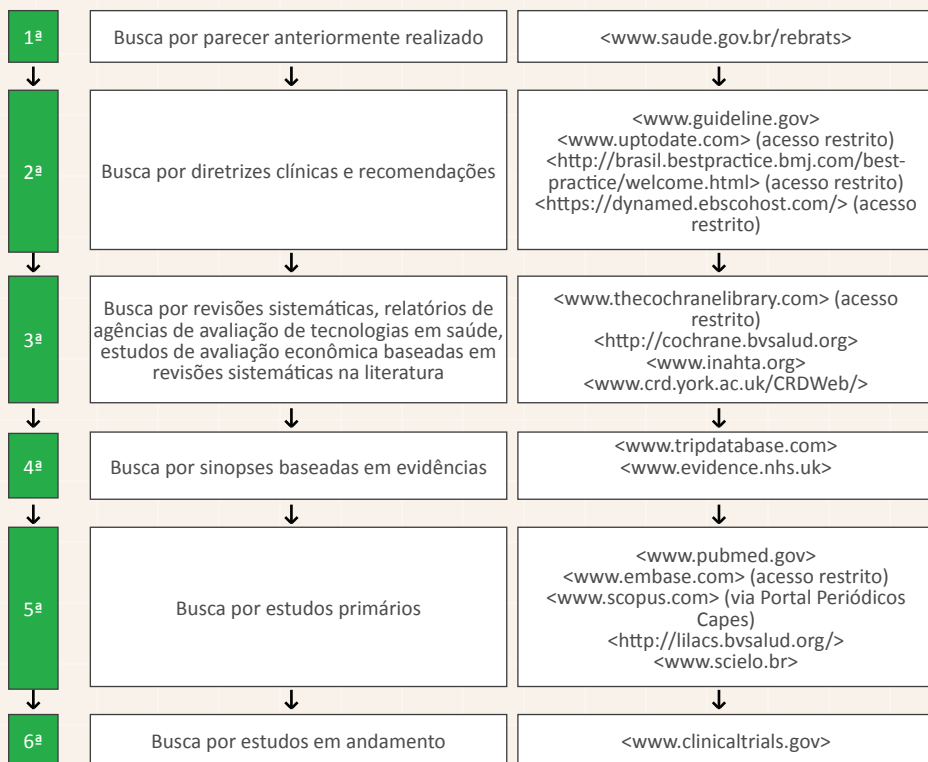 1ª
Busca por parecer anteriormente realizado
<www.saude.gov.br/rebrats>
2ª
Busca por diretrizes clínicas e recomendações
<www.guideline.gov>
<www.uptodate.com> (acesso restrito)
<http://brasil.bestpractice.bmj.com/best-
practice/welcome.html> (acesso restrito)
<https://dynamed.ebscohost.com/> (acesso
restrito)
3ª
Busca por revisões sistemáticas, relatórios de
agências de avaliação de tecnologias em saúde,
estudos de avaliação econômica baseadas em
revisões sistemáticas na literatura
<www.thecochranelibrary.com> (acesso
restrito)
<http://cochrane.bvsalud.org>
<www.inahta.org>
<www.crd.york.ac.uk/CRDWeb/>
4ª
Busca por sinopses baseadas em evidências
<www.tripdatabase.com>
<www.evidence.nhs.uk>
5ª
Busca por estudos primários
<www.pubmed.gov>
<www.embase.com> (acesso restrito)
<www.scopus.com> (via Portal Periódicos
Capes)
<http://lilacs.bvsalud.org/>
<www.scielo.br>
6ª
Busca por estudos em andamento
<www.clinicaltrials.gov>